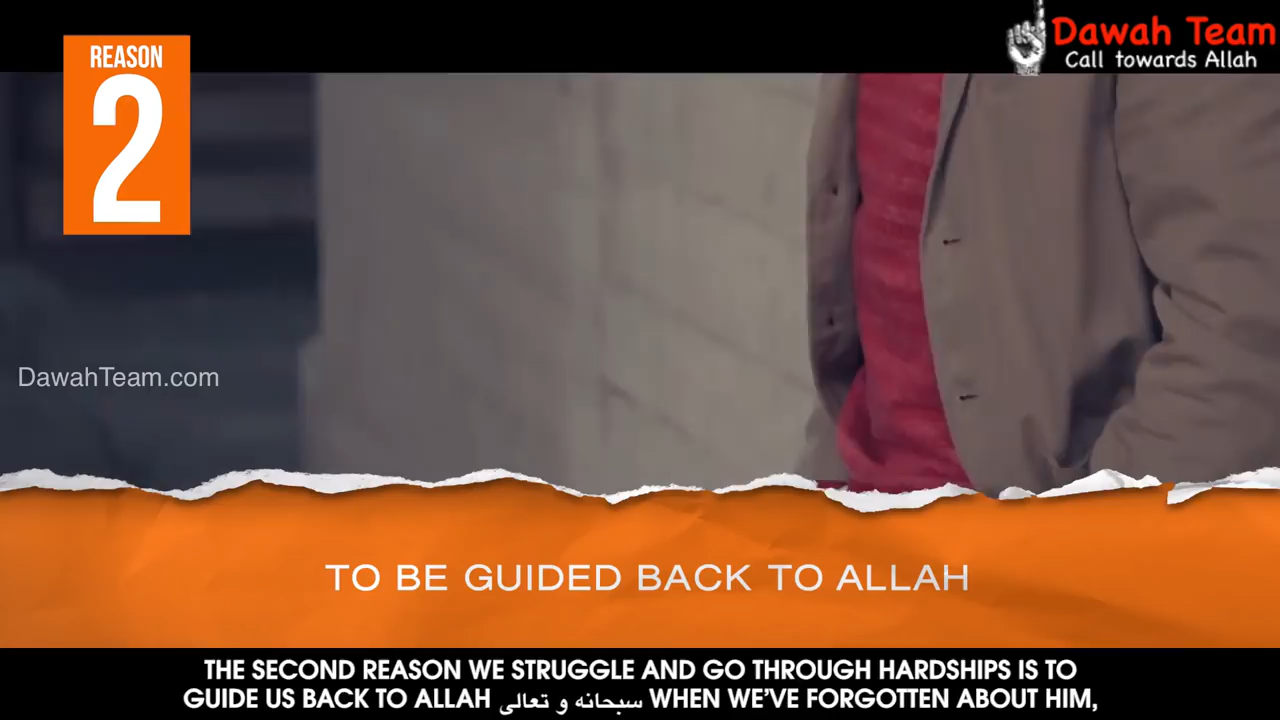 REASON
2
Dawah Team
Call towards Allah
DawahTeam.com
TO BE GUIDED BACK TO ALLAH
THE SECOND REASON WE STRUGGLE AND GO THROUGH HARDSHIPS IS TO
GUIDE US BACK TO ALLAH سبحانه و تعالى WHEN WE'VE FORGOTTEN ABOUT HIM,